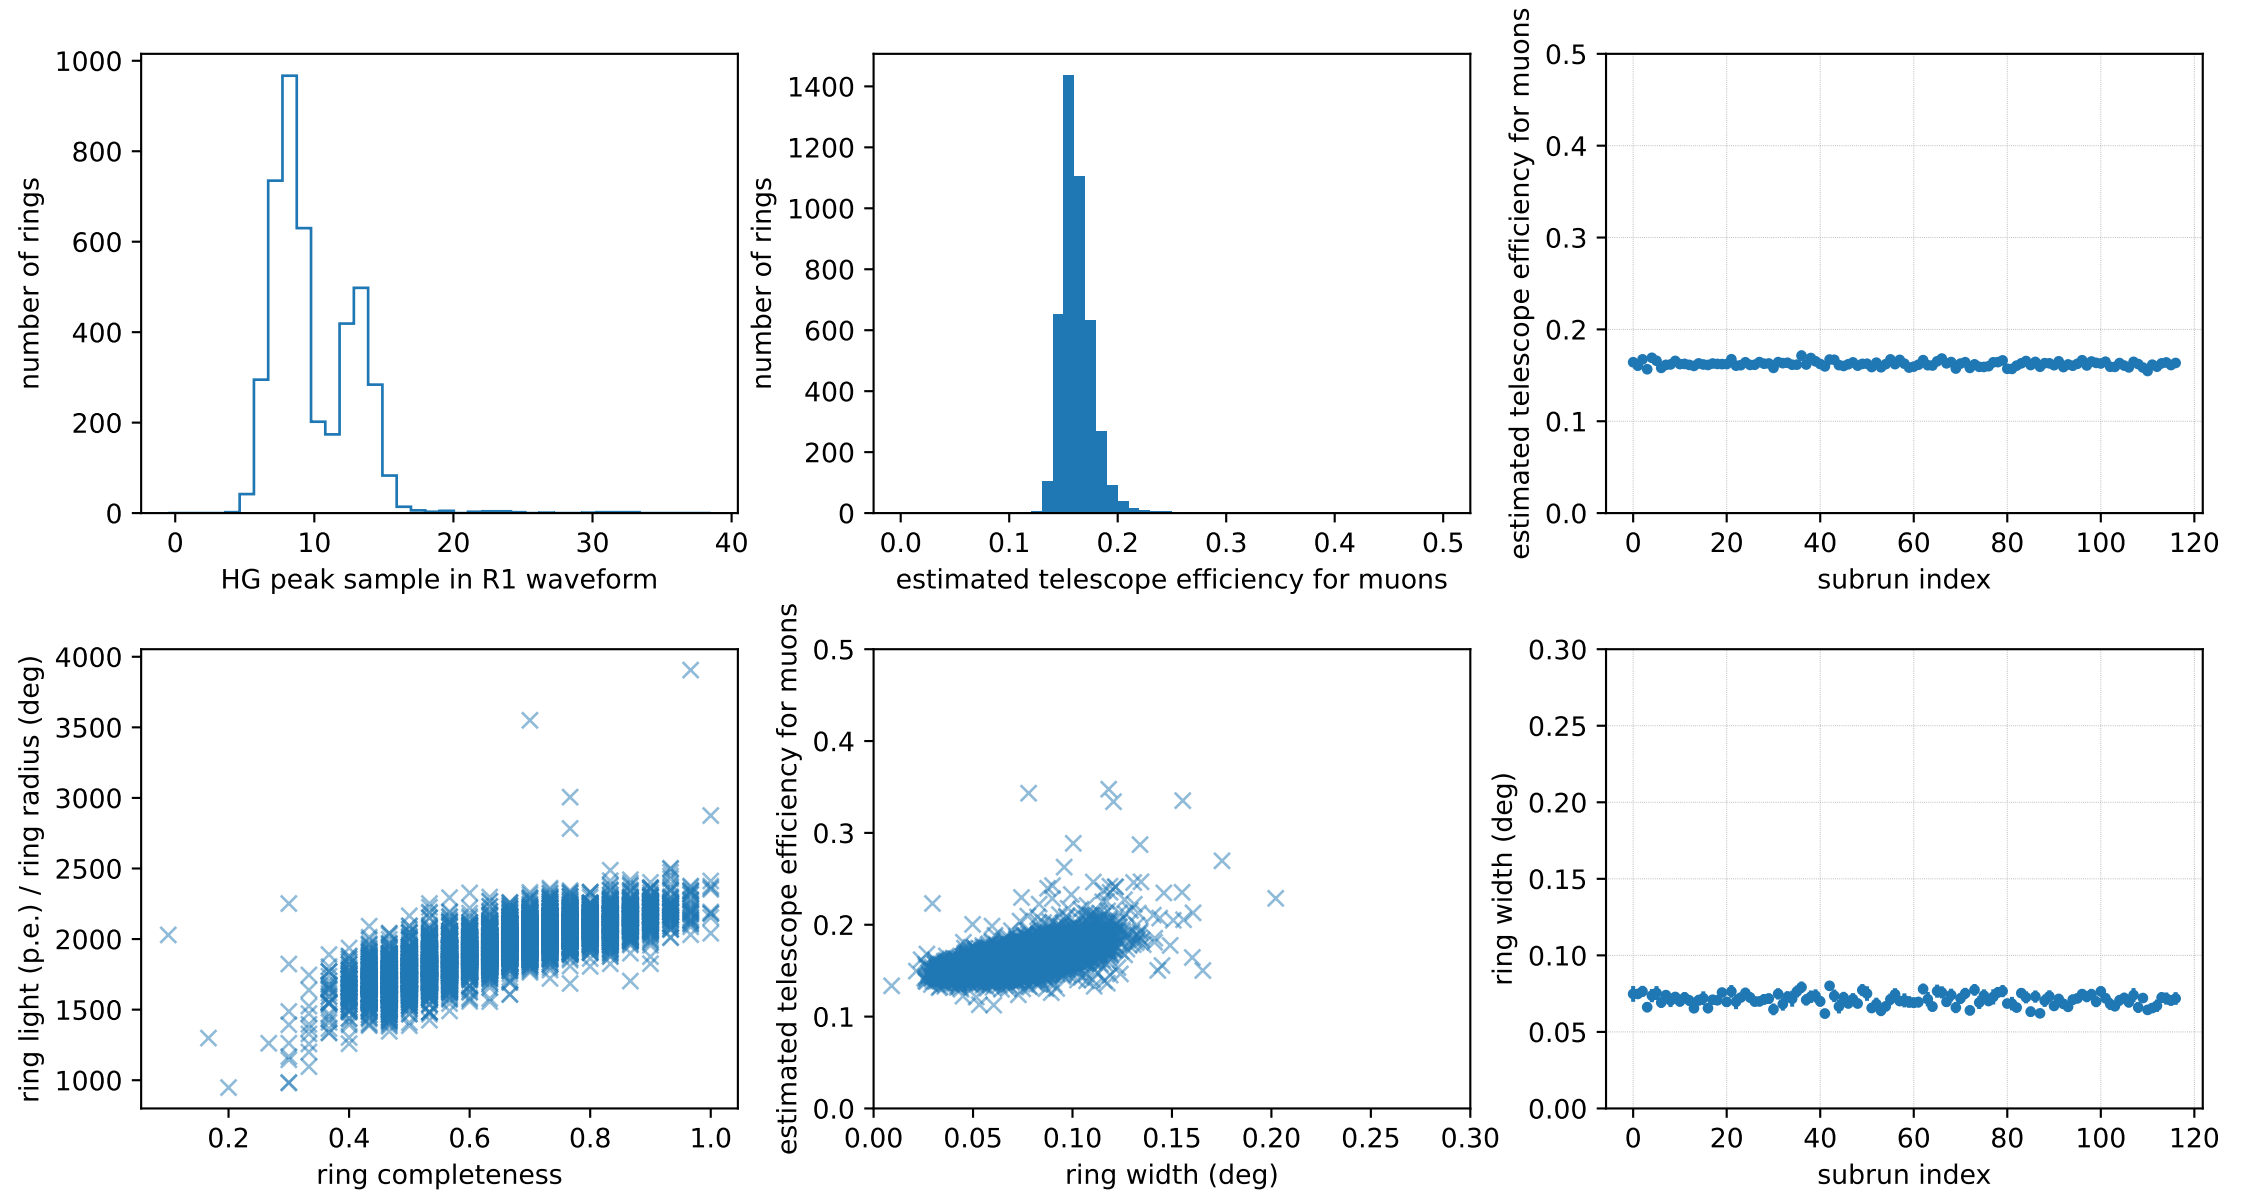 number of rings
1000
800
600
400
200
0
0 10 20 30 40
HG peak sample in R1 waveform
number of rings
1400
1200
1000
800
600
400
200
0
0.0 0.1 0.2 0.3 0.4 0.5
estimated telescope efficiency for muons
estimated telescope efficiency for muons
0.5
0.4
0.3
0.2
0.1
0.0
0 20 40 60 80 100 120
subrun index
ring light (p.e.) / ring radius (deg)
4000
3500
3000
2500
2000
1500
1000
0.2 0.4 0.6 0.8 1.0
ring completeness
estimated telescope efficiency for muons
0.5
0.4
0.3
0.2
0.1
0.0
0.00 0.05 0.10 0.15 0.20 0.25 0.30
ring width (deg)
ring width (deg)
0.30
0.25
0.20
0.15
0.10
0.05
0.00
0 20 40 60 80 100 120
subrun index